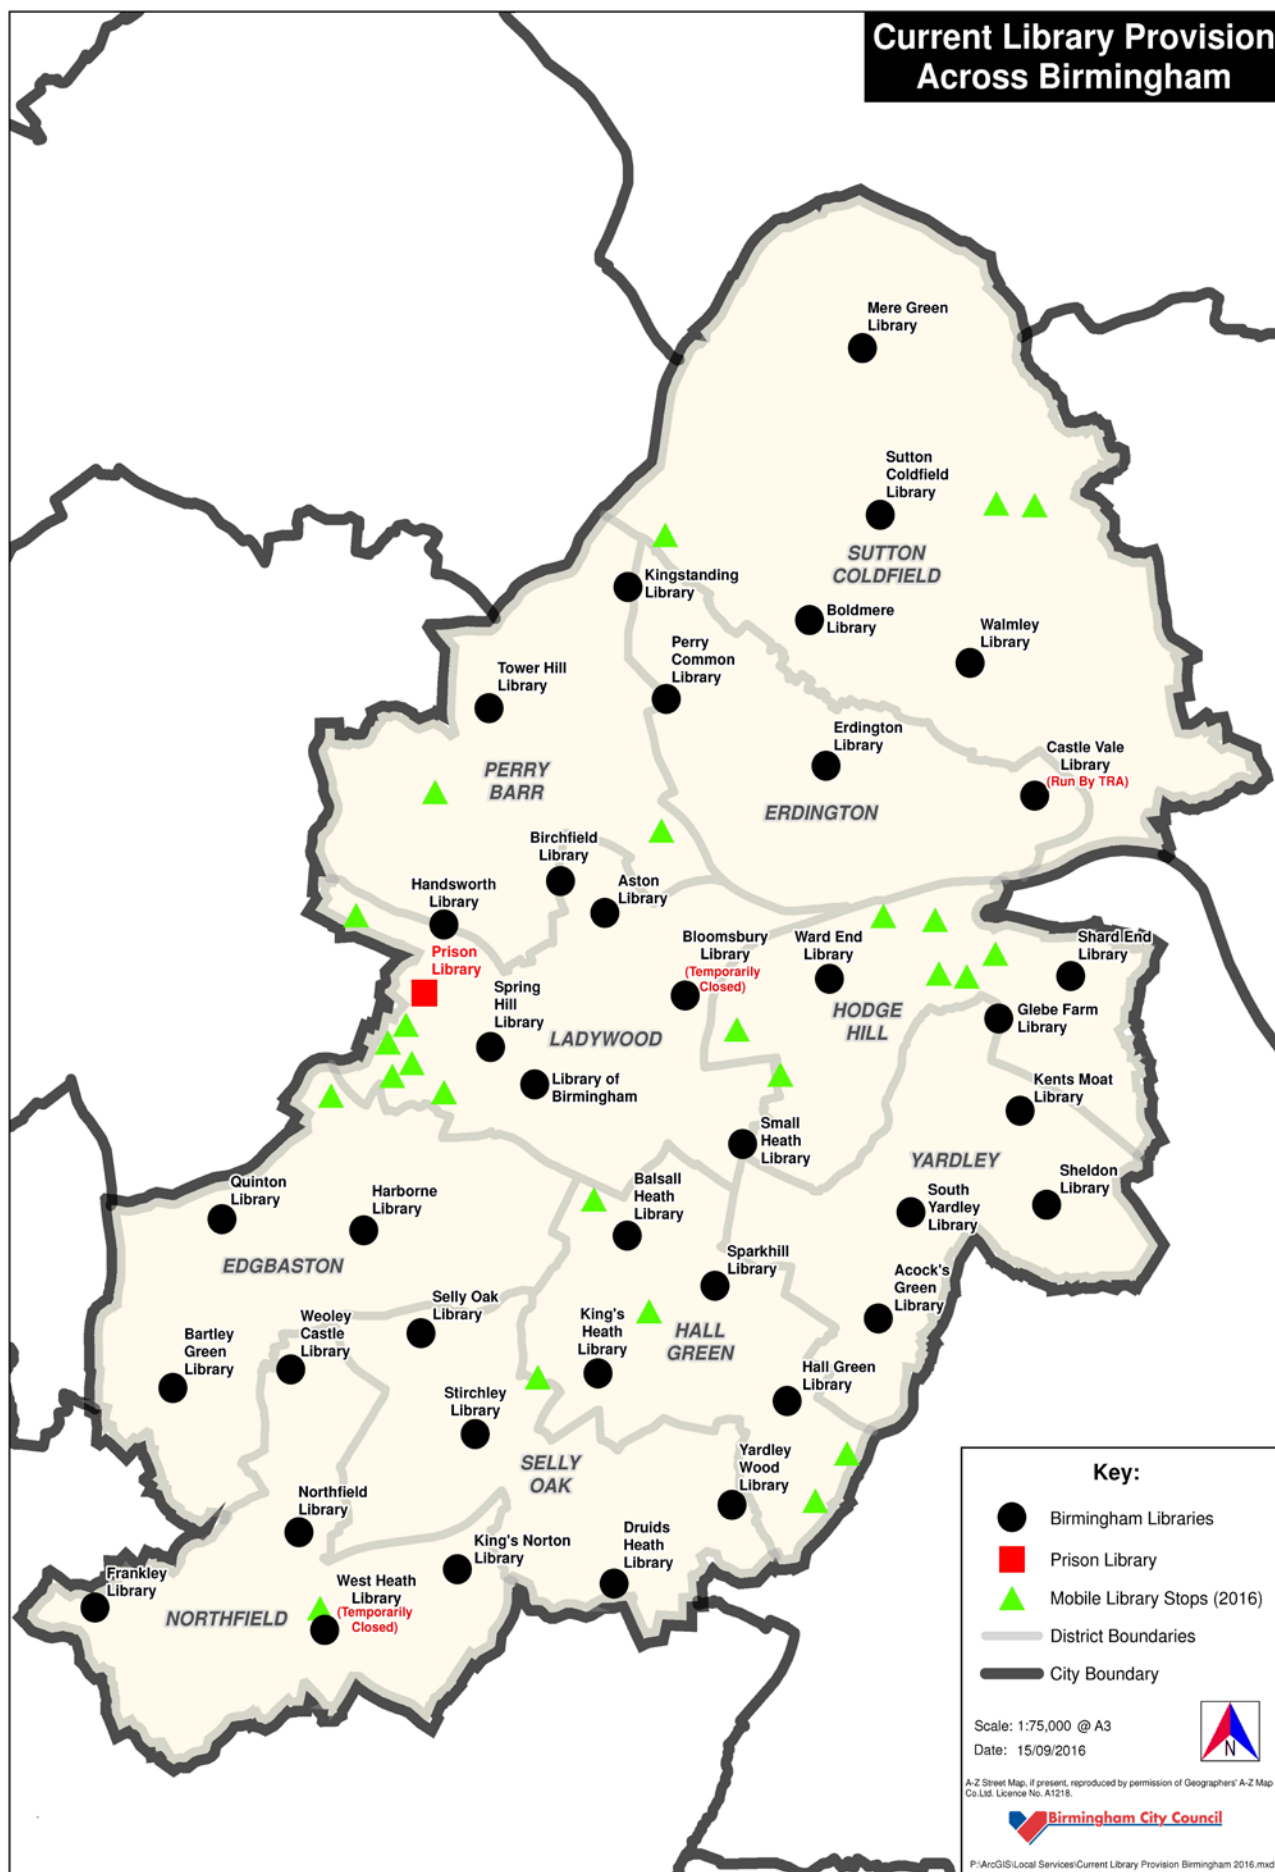 Current Library Provision
Across Birmingham
Mere Green
Library
Sutton
Coldfield
Library
SUTTON
COLDFIELD
Kingstanding
Library
Boldmere
Library
Walmley
Library
Perry
Common
Library
Tower Hill
Library
Erdington
Library
Castle Vale
Library
(Run By TRA)
PERRY
BARR
ERDINGTON
Birchfield
Library
Handsworth
Library
Aston
Library
Prison
Library
Bloomsbury
Library
(Temporarily
Closed)
Ward End
Library
Shard End
Library
Spring
Hill
Library
LADYWOOD
HODGE
HILL
Glebe Farm
Library
Library of
Birmingham
Kents Moat
Library
Small
Heath
Library
YARDLEY
Sheldon
Library
Quinton
Library
Harborne
Library
Balsall
Heath
Library
South
Yardley
Library
EDGBASTON
Sparkhill
Library
Acock's
Green
Library
Selly Oak
Library
Weoley
Castle
Library
Bartley
Green
Library
King's
Heath
Library
HALL
GREEN
Hall Green
Library
Stirchley
Library
SELLY
OAK
Yardley
Wood
Library
Northfield
Library
King's Norton
Library
Druids
Heath
Library
Frankley
Library
West Heath
Library
(Temporarily
Closed)
NORTHFIELD
Key:
Birmingham Libraries
Prison Library
Mobile Library Stops (2016)
District Boundaries
City Boundary
Scale: 1:75,000 @ A3
Date: 15/09/2016
N
A-Z Street Map, if present, reproduced by permission of Geographers' A-Z Map
Co.Ltd. Licence No. A1218.
Birmingham City Council
P:\ArcGIS\Local Services\Current Library Provision Birmingham 2016.mxd